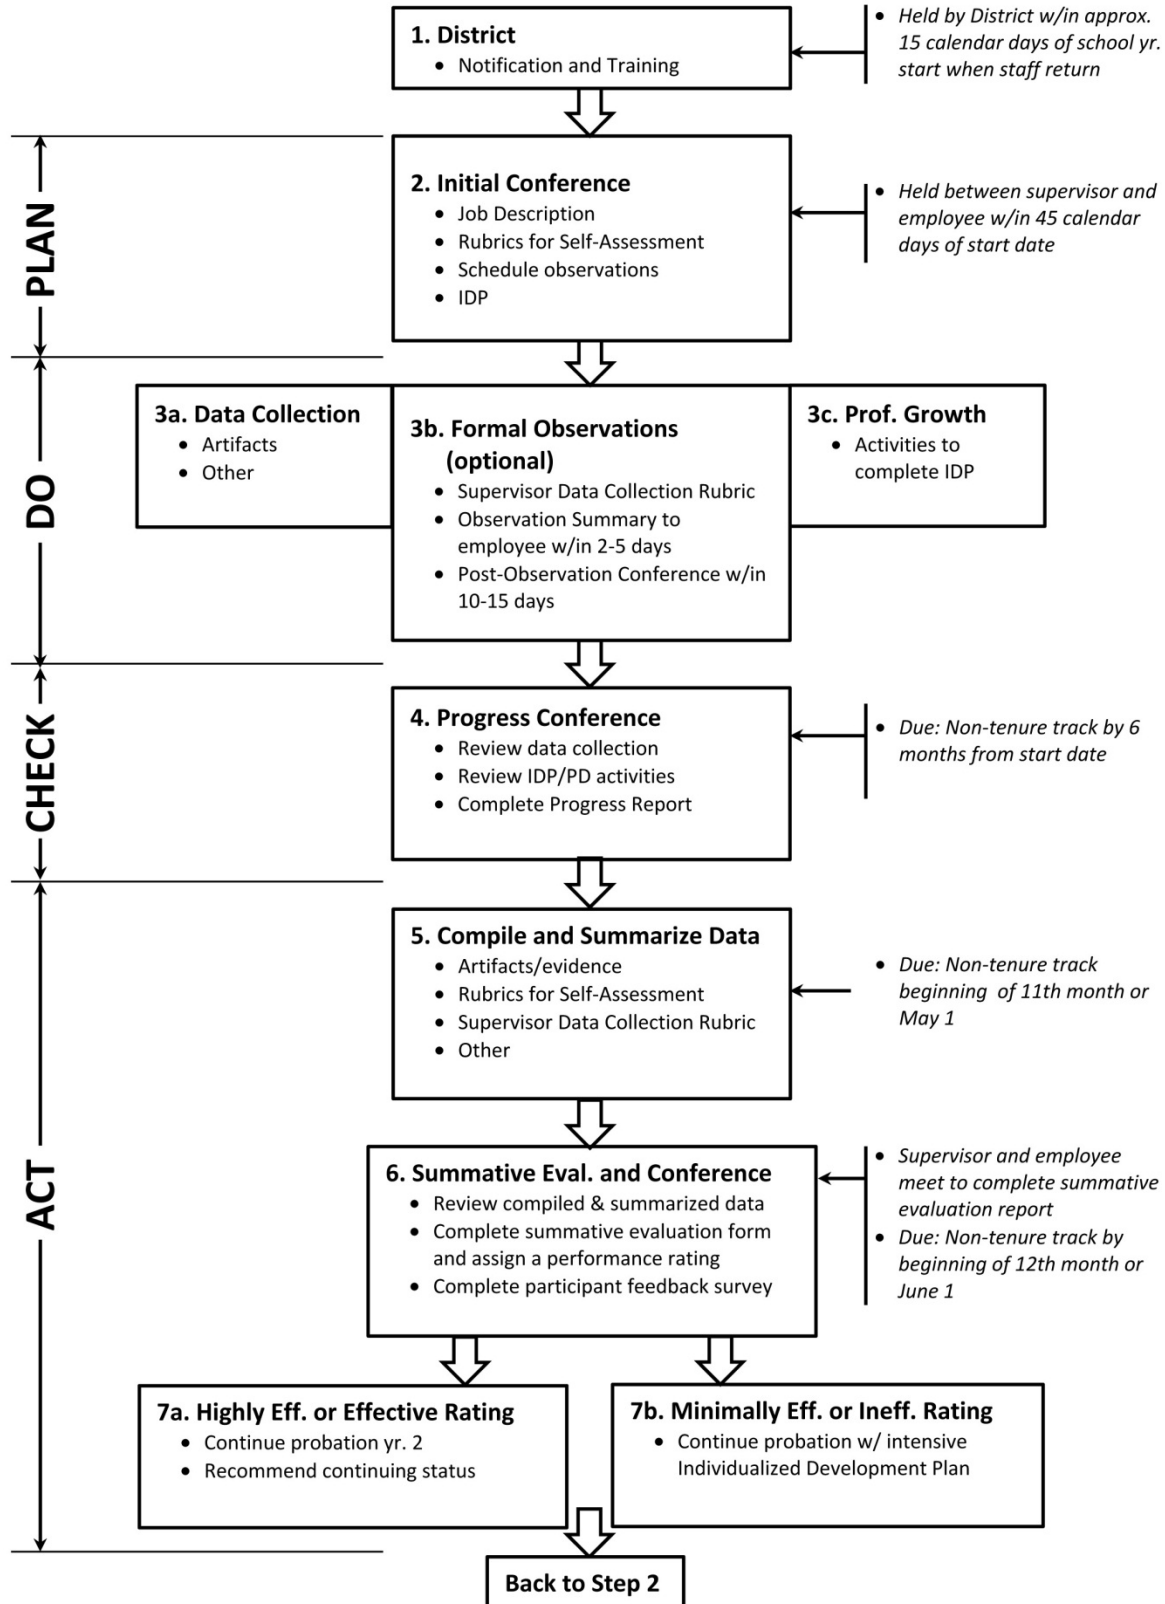 1. District
• Notification and Training
• Held by District w/in approx.
15 calendar days of school yr.
start when staff return
PLAN
2. Initial Conference
• Job Description
• Rubrics for Self-Assessment
• Schedule observations
• IDP
• Held between supervisor and
employee w/in 45 calendar
days of start date
DO
3a. Data Collection
• Artifacts
• Other
3b. Formal Observations
(optional)
• Supervisor Data Collection Rubric
• Observation Summary to
employee w/in 2-5 days
• Post-Observation Conference w/in
10-15 days
3c. Prof. Growth
• Activities to
complete IDP
CHECK
4. Progress Conference
• Review data collection
• Review IDP/PD activities
• Complete Progress Report
• Due: Non-tenure track by 6
months from start date
ACT
5. Compile and Summarize Data
• Artifacts/evidence
• Rubrics for Self-Assessment
• Supervisor Data Collection Rubric
• Other
• Due: Non-tenure track
beginning of 11th month or
May 1
6. Summative Eval. and Conference
• Review compiled & summarized data
• Complete summative evaluation form
and assign a performance rating
• Complete participant feedback survey
• Supervisor and employee
meet to complete summative
evaluation report
• Due: Non-tenure track by
beginning of 12th month or
June 1
7a. Highly Eff. or Effective Rating
• Continue probation yr. 2
• Recommend continuing status
7b. Minimally Eff. or Ineff. Rating
• Continue probation w/ intensive
Individualized Development Plan
Back to Step 2